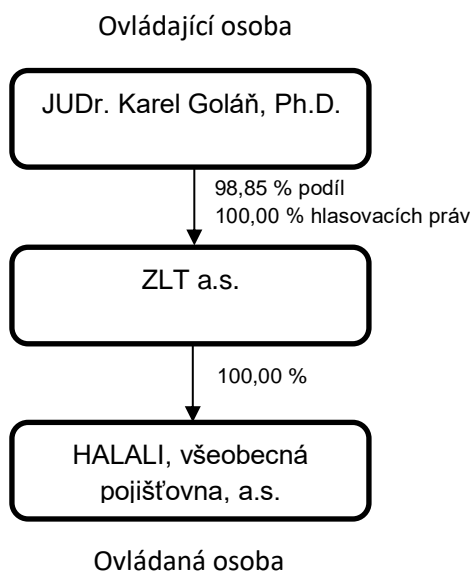 Ovládající osoba
JUDr. Karel Goláň, Ph.D.
98,85 % podíl
100,00 % hlasovacích práv
ZLT a.s.
100,00 %
HALALI, všeobecná
pojišťovna, a.s.
Ovládaná osoba